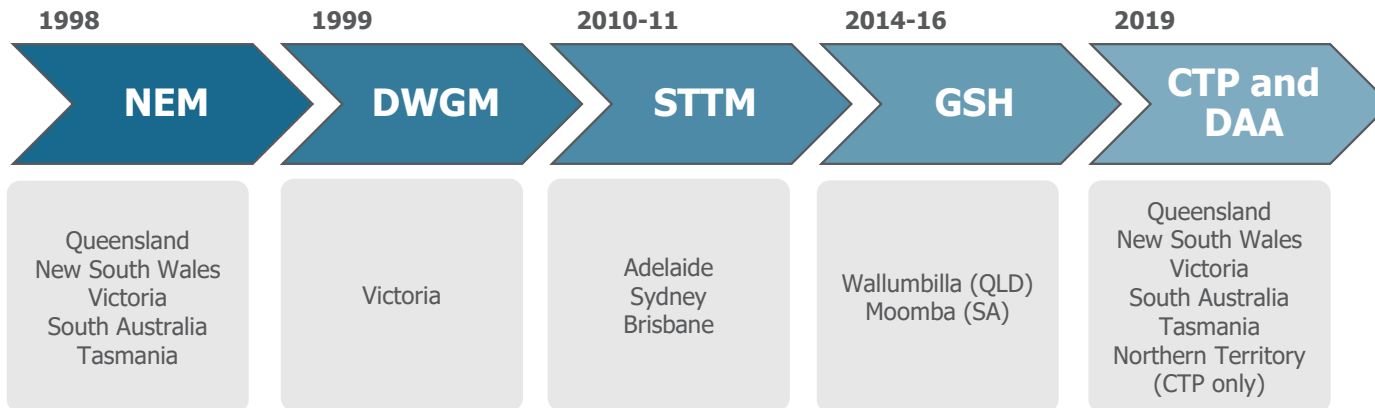 1998
1999
2010-11
2014-16
2019
NEM
DWGM
STTM
GSH
CTP and
DAA
Queensland
New South Wales
Victoria
South Australia
Tasmania
Victoria
Adelaide
Sydney
Brisbane
Wallumbilla (QLD)
Moomba (SA)
Queensland
New South Wales
Victoria
South Australia
Tasmania
Northern Territory
(CTP only)